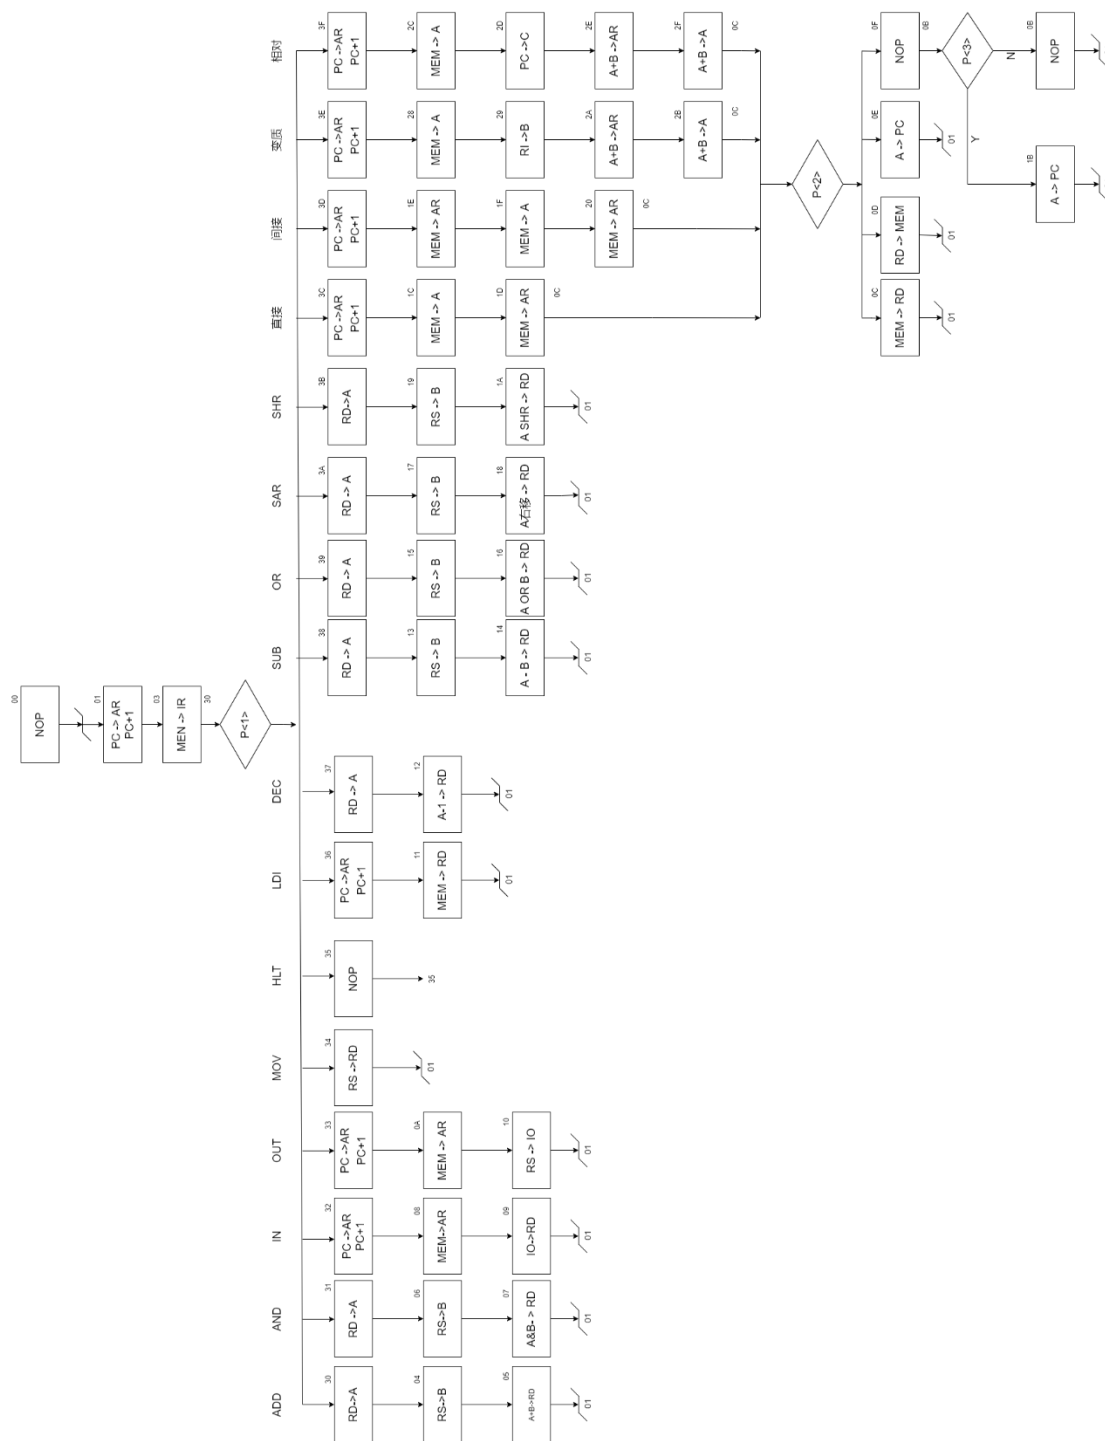 00
NOP
01
PC -> AR
PC+1
03
MEN -> IR
30
P<1>
ADD
30
RD->A
04
RS->B
05
A+B->RD
01
AND
31
RD ->A
06
RS->B
07
A&B-> RD
01
IN
32
PC ->AR
PC+1
08
MEM->AR
09
IO->RD
01
OUT
33
PC ->AR
PC+1
0A
MEM -> AR
10
RS -> IO
01
MOV
34
RS ->RD
01
HLT
35
NOP
35
LDI
36
PC ->AR
PC+1
11
MEM -> RD
01
DEC
37
RD -> A
12
A-1 -> RD
01
SUB
38
RD -> A
13
RS -> B
14
A - B -> RD
01
OR
39
RD -> A
15
RS -> B
16
A OR B -> RD
01
SAR
3A
RD -> A
17
RS -> B
18
A右移 -> RD
01
SHR
3B
RD->A
19
RS -> B
1A
A SHR -> RD
01
直接
3C
PC ->AR
PC+1
1C
MEM -> A
1D
MEM -> AR
0C
间接
3D
PC ->AR
PC+1
1E
MEM -> AR
1F
MEM -> A
20
MEM -> AR
0C
变质
3E
PC ->AR
PC+1
28
MEM -> A
29
RI ->B
2A
A+B ->AR
2B
A+B ->A
0C
相对
3F
PC ->AR
PC+1
2C
MEM -> A
2D
PC ->C
2E
A+B ->AR
2F
A+B ->A
0C
P<2>
0C
MEM -> RD
01
0D
RD -> MEM
01
0E
A -> PC
01
0F
NOP
0B
P<3>
N
0B
NOP
Y
1B
A -> PC